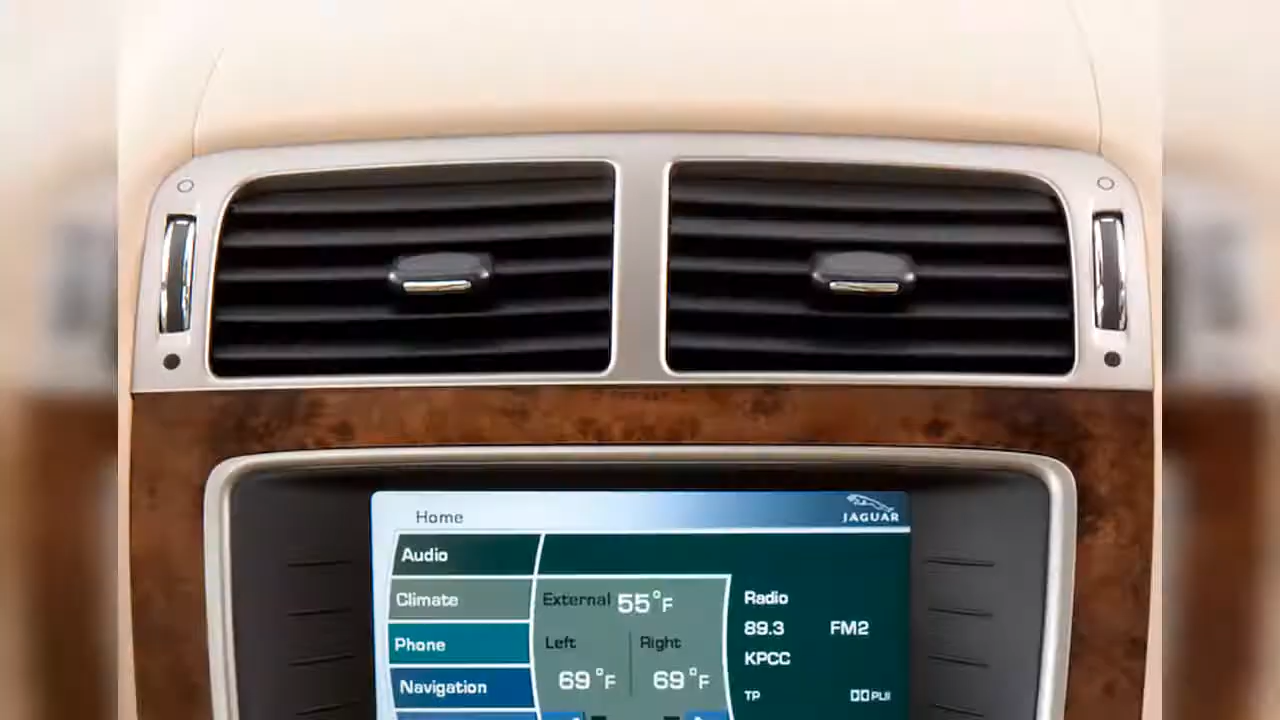 Home
JAGUAR
Audio
Climate
Phone
Navigation
External 55°F
Left Right
69°F 69°F
Radio
89.3 FM2
KPCC
TP